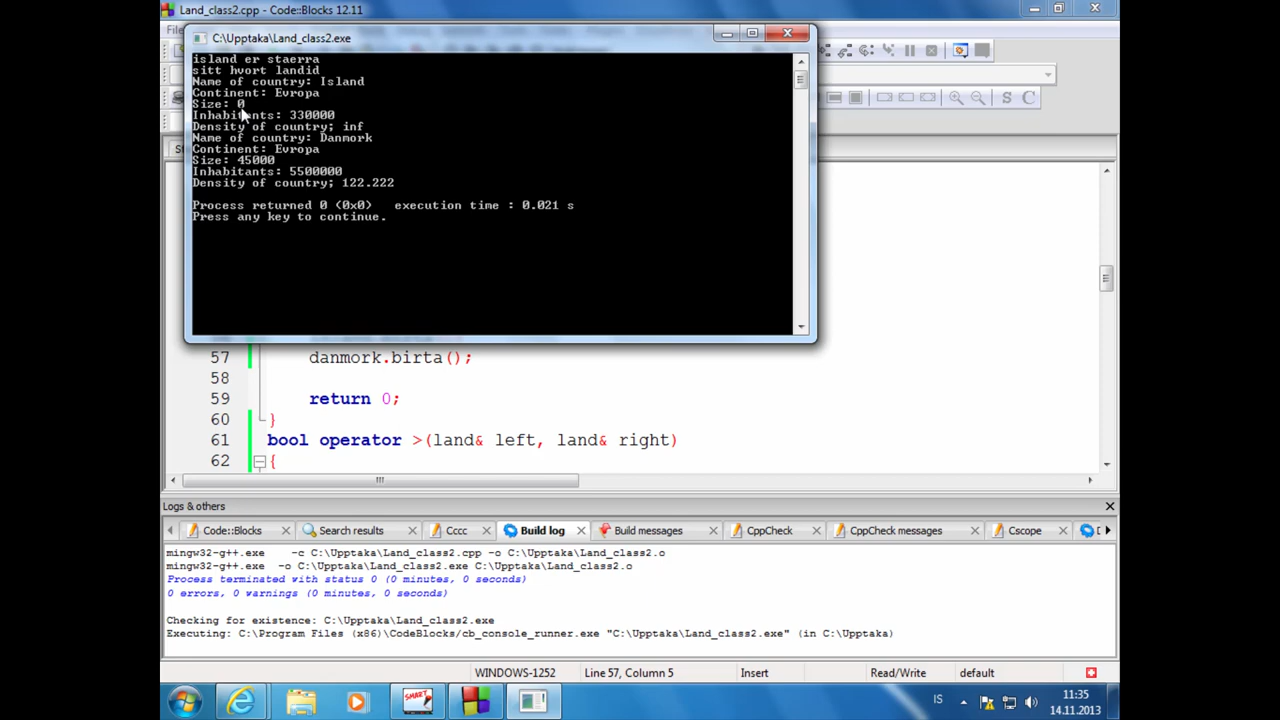 Land_class2.cpp - Code::Blocks 12.11
C:\Upptaka\Land_class2.exe
island er staerra
sitt hvort landid
Name of country: Island
Continent: Evropa
Size: 0
Inhabitants: 330000
Density of country; inf
Name of country: Danmork
Continent: Evropa
Size: 45000
Inhabitants: 5500000
Density of country; 122.222
Process returned 0 (0x0) execution time : 0.021 s
Press any key to continue.
57 danmork.birta();
58
59 return 0;
60 }
61 bool operator >(land& left, land& right)
62 {
Logs & others
Code::Blocks Search results Cccc Build log Build messages CppCheck CppCheck messages Cscope
mingw32-g++.exe -c C:\Upptaka\Land_class2.cpp -o C:\Upptaka\Land_class2.o
mingw32-g++.exe -o C:\Upptaka\Land_class2.exe C:\Upptaka\Land_class2.o
Process terminated with status 0 (0 minutes, 0 seconds)
0 errors, 0 warnings (0 minutes, 0 seconds)
Checking for existence: C:\Upptaka\Land_class2.exe
Executing: C:\Program Files (x86)\CodeBlocks/cb_console_runner.exe "C:\Upptaka\Land_class2.exe" (in C:\Upptaka)
WINDOWS-1252 Line 57, Column 5 Insert Read/Write default
SMART IS 11:35
14.11.2013